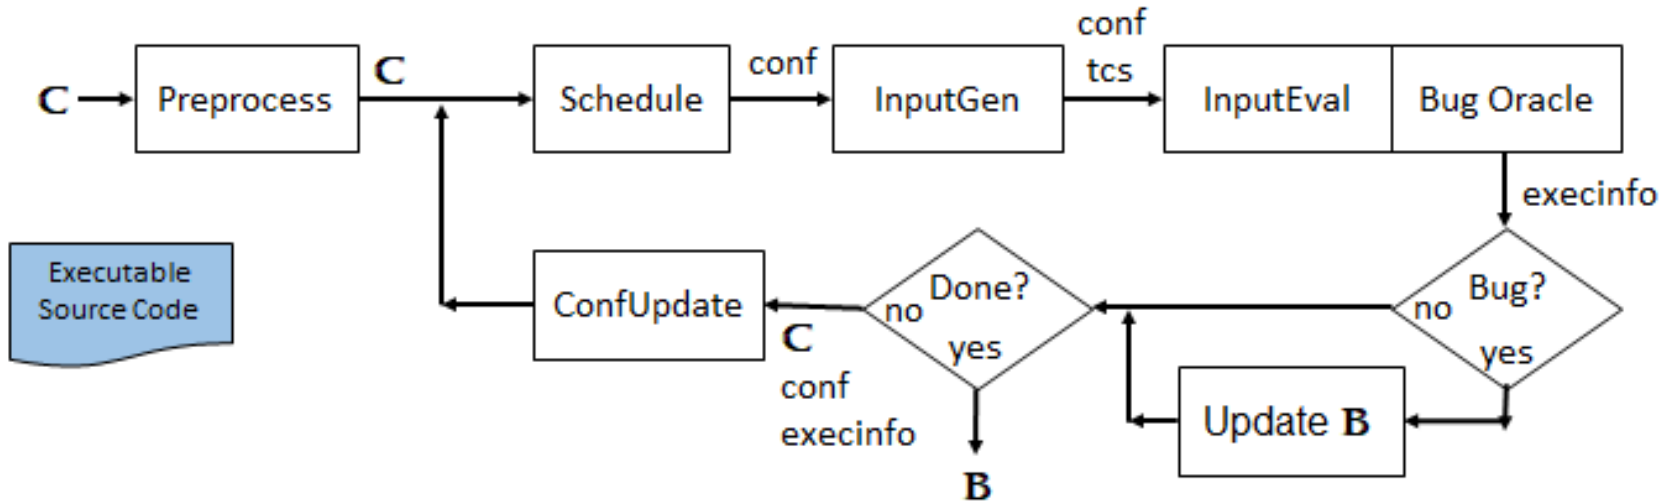 C
Preprocess
C
Schedule
conf
InputGen
conf
tcs
InputEval
Bug Oracle
execinfo
Executable
Source Code
ConfUpdate
Done?
no
yes
C
conf
execinfo
B
Bug?
no
yes
Update B